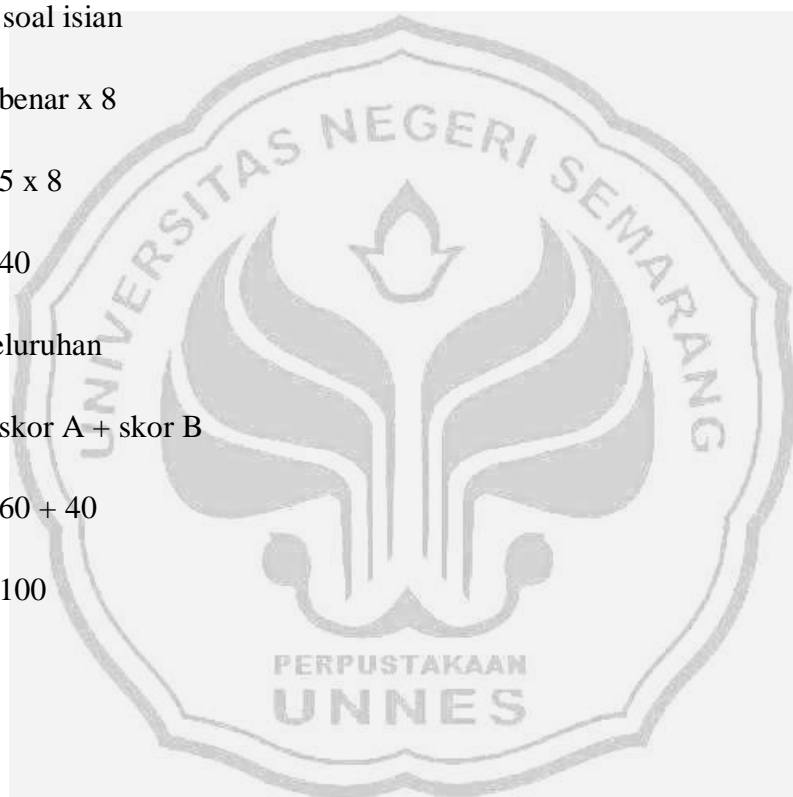 soal isian
benar x 8
5 x 8
40
eluruhan
skor A + skor B
60 + 40
100
UNIVERSITAS NEGERI SEMARANG
PERPUSTAKAAN
UNNES